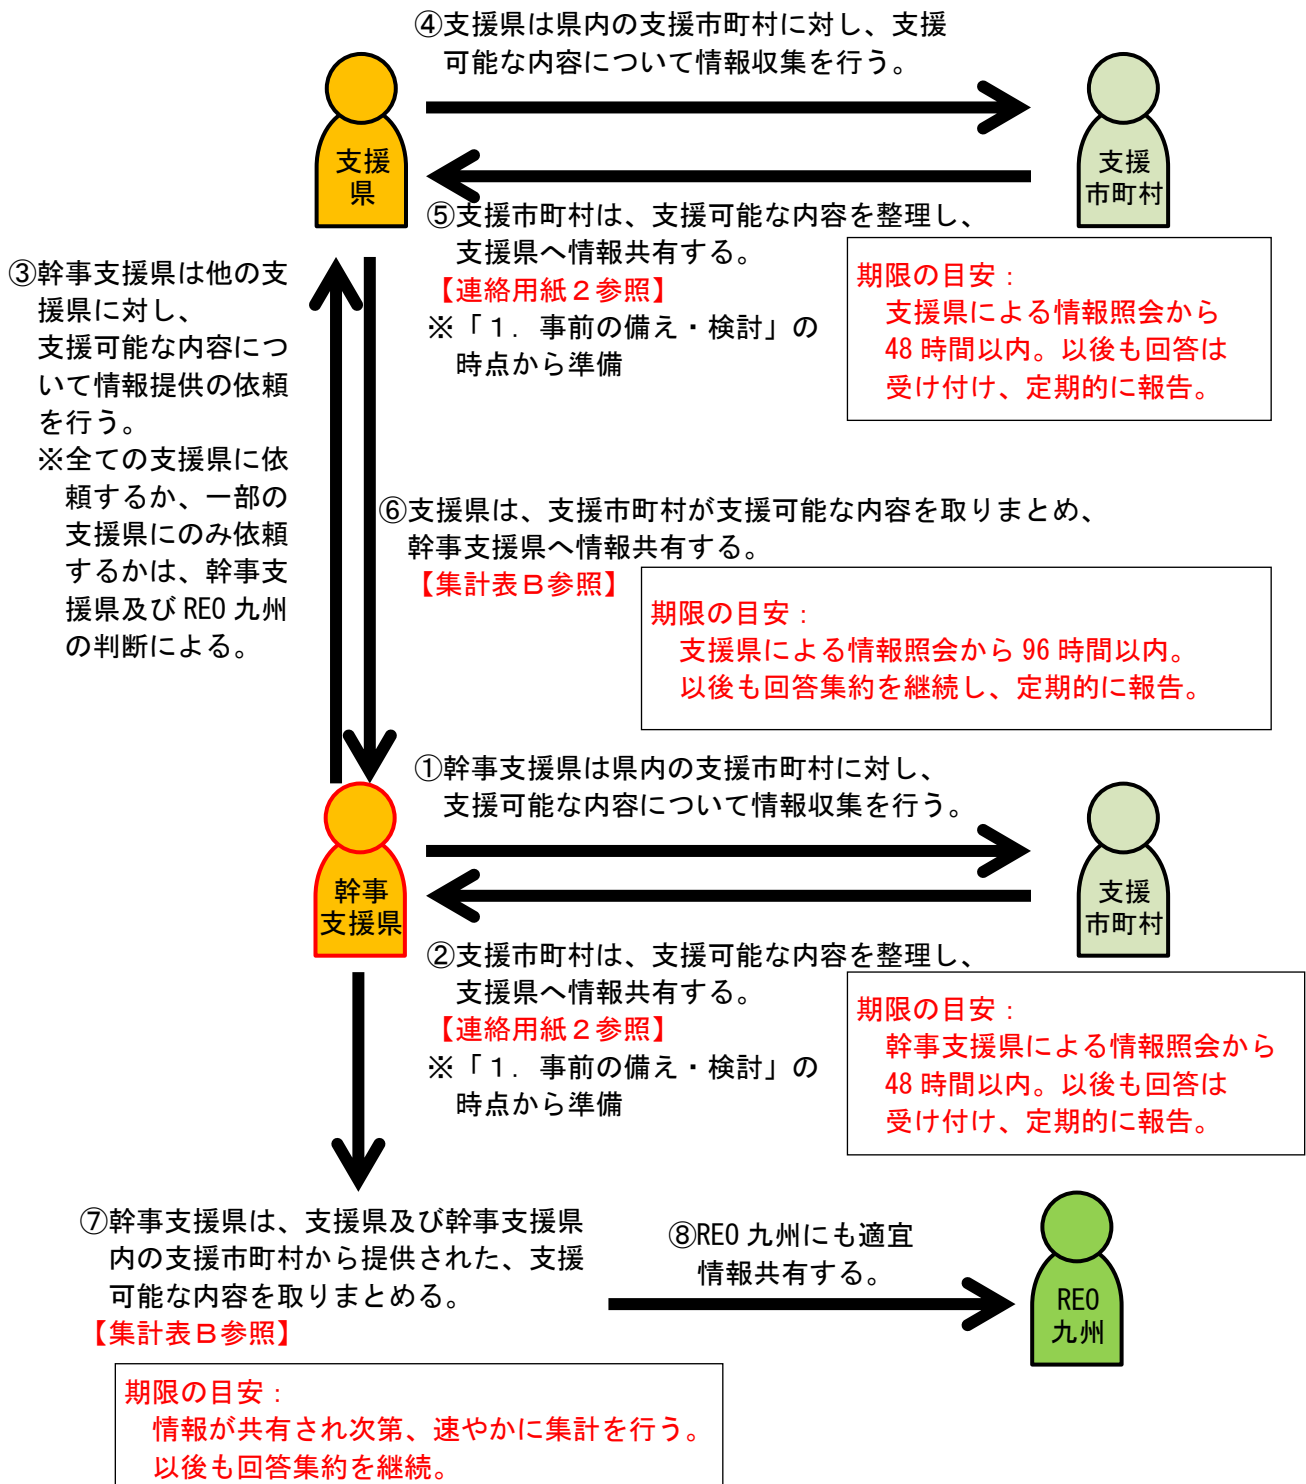 ④支援県は県内の支援市町村に対し、支援
可能な内容について情報収集を行う。
支援
県
支援
市町村
⑤支援市町村は、支援可能な内容を整理し、
支援県へ情報共有する。
【連絡用紙２参照】
※「１．事前の備え・検討」の
時点から準備
期限の目安：
支援県による情報照会から
48時間以内。以後も回答は
受け付け、定期的に報告。
③幹事支援県は他の支
援県に対し、
支援可能な内容につ
いて情報提供の依頼
を行う。
※全ての支援県に依
頼するか、一部の
支援県にのみ依頼
するかは、幹事支
援県及びREO九州
の判断による。
⑥支援県は、支援市町村が支援可能な内容を取りまとめ、
幹事支援県へ情報共有する。
【集計表Ｂ参照】
期限の目安：
支援県による情報照会から96時間以内。
以後も回答集約を継続し、定期的に報告。
①幹事支援県は県内の支援市町村に対し、
支援可能な内容について情報収集を行う。
幹事
支援県
支援
市町村
②支援市町村は、支援可能な内容を整理し、
支援県へ情報共有する。
【連絡用紙２参照】
※「１．事前の備え・検討」の
時点から準備
期限の目安：
幹事支援県による情報照会から
48時間以内。以後も回答は
受け付け、定期的に報告。
⑦幹事支援県は、支援県及び幹事支援県
内の支援市町村から提供された、支援
可能な内容を取りまとめる。
【集計表Ｂ参照】
⑧REO九州にも適宜
情報共有する。
REO
九州
期限の目安：
情報が共有され次第、速やかに集計を行う。
以後も回答集約を継続。